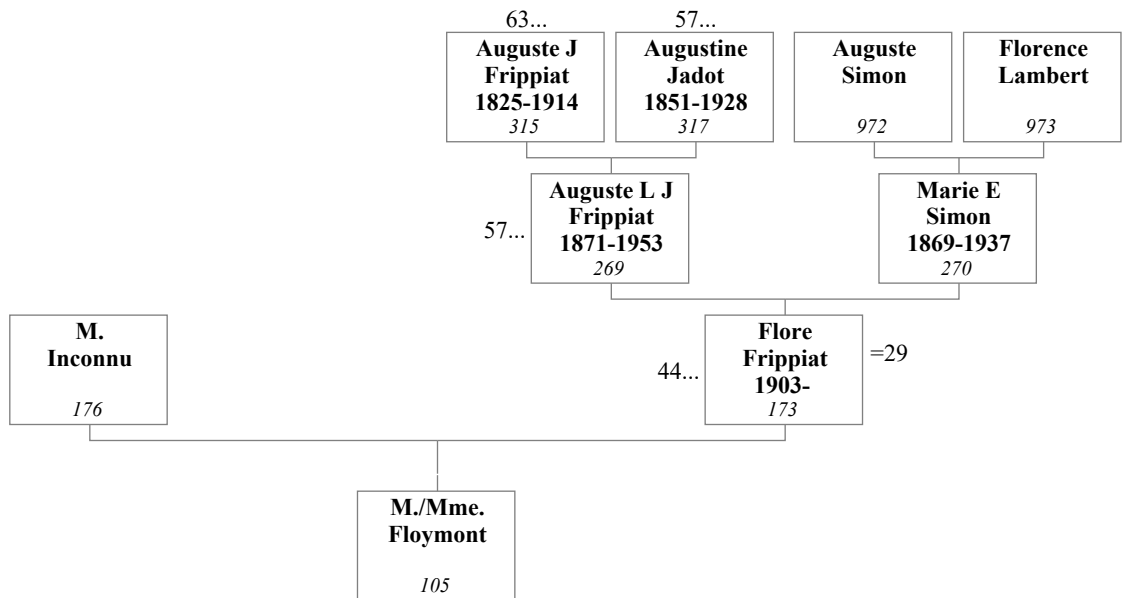 63...
57...
Auguste J
Frippiat
1825-1914
315
Augustine
Jadot
1851-1928
317
Auguste
Simon
972
Florence
Lambert
973
57...
Auguste L J
Frippiat
1871-1953
269
Marie E
Simon
1869-1937
270
M.
Inconnu
176
44...
Flore
Frippiat
1903-
173
=29
M./Mme.
Floymont
105